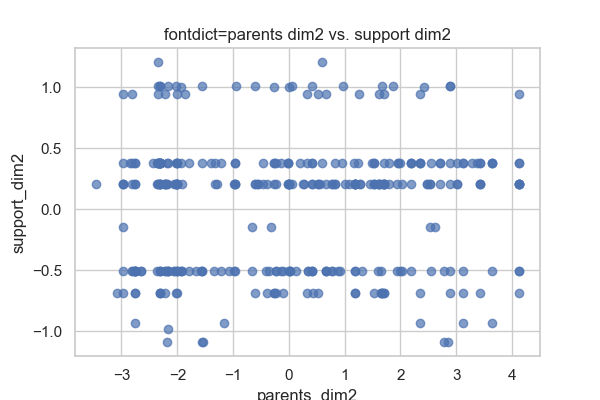 fontdict=parents dim2 vs. support dim2
1.0
0.5
0.0
−0.5
−1.0
support_dim2
−3 −2 −1 0 1 2 3 4
parents_dim2